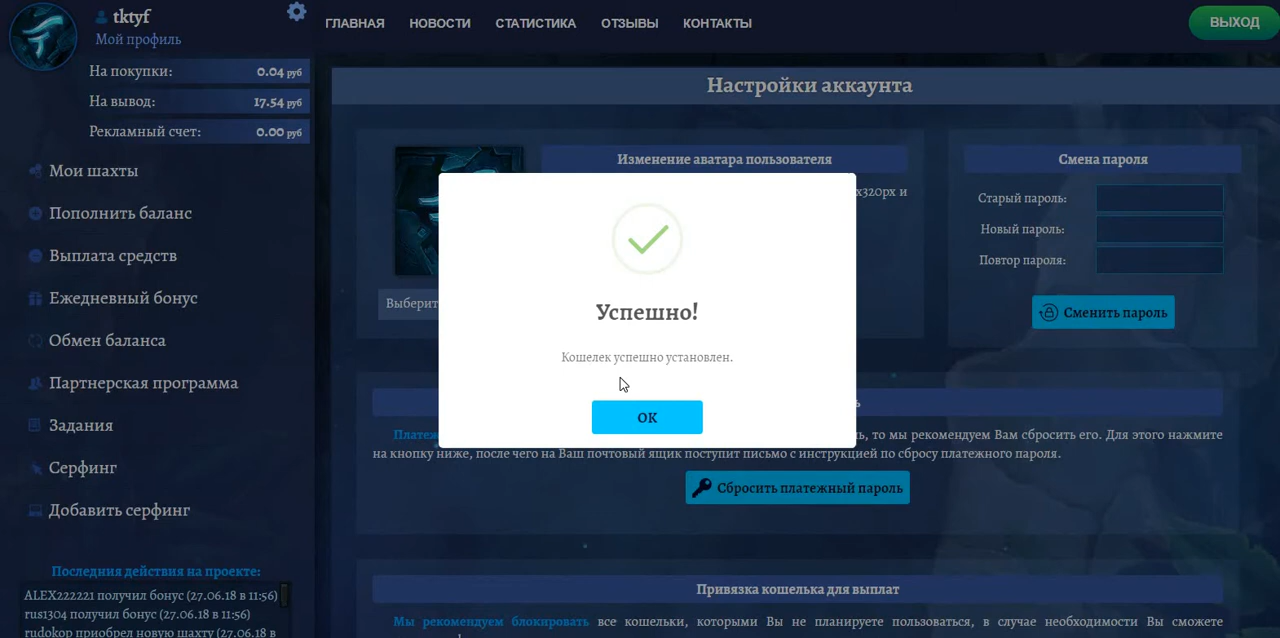 tktyf
Мой профиль
На покупки: 0.04 руб
На вывод: 17.54 руб
Рекламный счет: 0.00 руб
Мои шахты
Пополнить баланс
Выплата средств
Ежедневный бонус
Обмен баланса
Партнерская программа
Задания
Серфинг
Добавить серфинг
Последния действия на проекте:
ALEX222221 получил бонус (27.06.18 в 11:56)
rus1304 получил бонус (27.06.18 в 11:56)
rudokop приобрел новую шахту (27.06.18 в
ГЛАВНАЯ НОВОСТИ СТАТИСТИКА ОТЗЫВЫ КОНТАКТЫ ВЫХОД
Настройки аккаунта
Изменение аватара пользователя
х320px и
Выберит
Смена пароля
Старый пароль:
Новый пароль:
Повтор пароля:
Сменить пароль
Успешно!
Кошелек успешно установлен.
OK
ь
Платеж ь, то мы рекомендуем Вам сбросить его. Для этого нажмите
на кнопку ниже, после чего на Ваш почтовый ящик поступит письмо с инструкцией по сбросу платежного пароля.
Сбросить платежный пароль
Привязка кошелька для выплат
Мы рекомендуем блокировать все кошельки, которыми Вы не планируете пользоваться, в случае необходимости Вы сможете